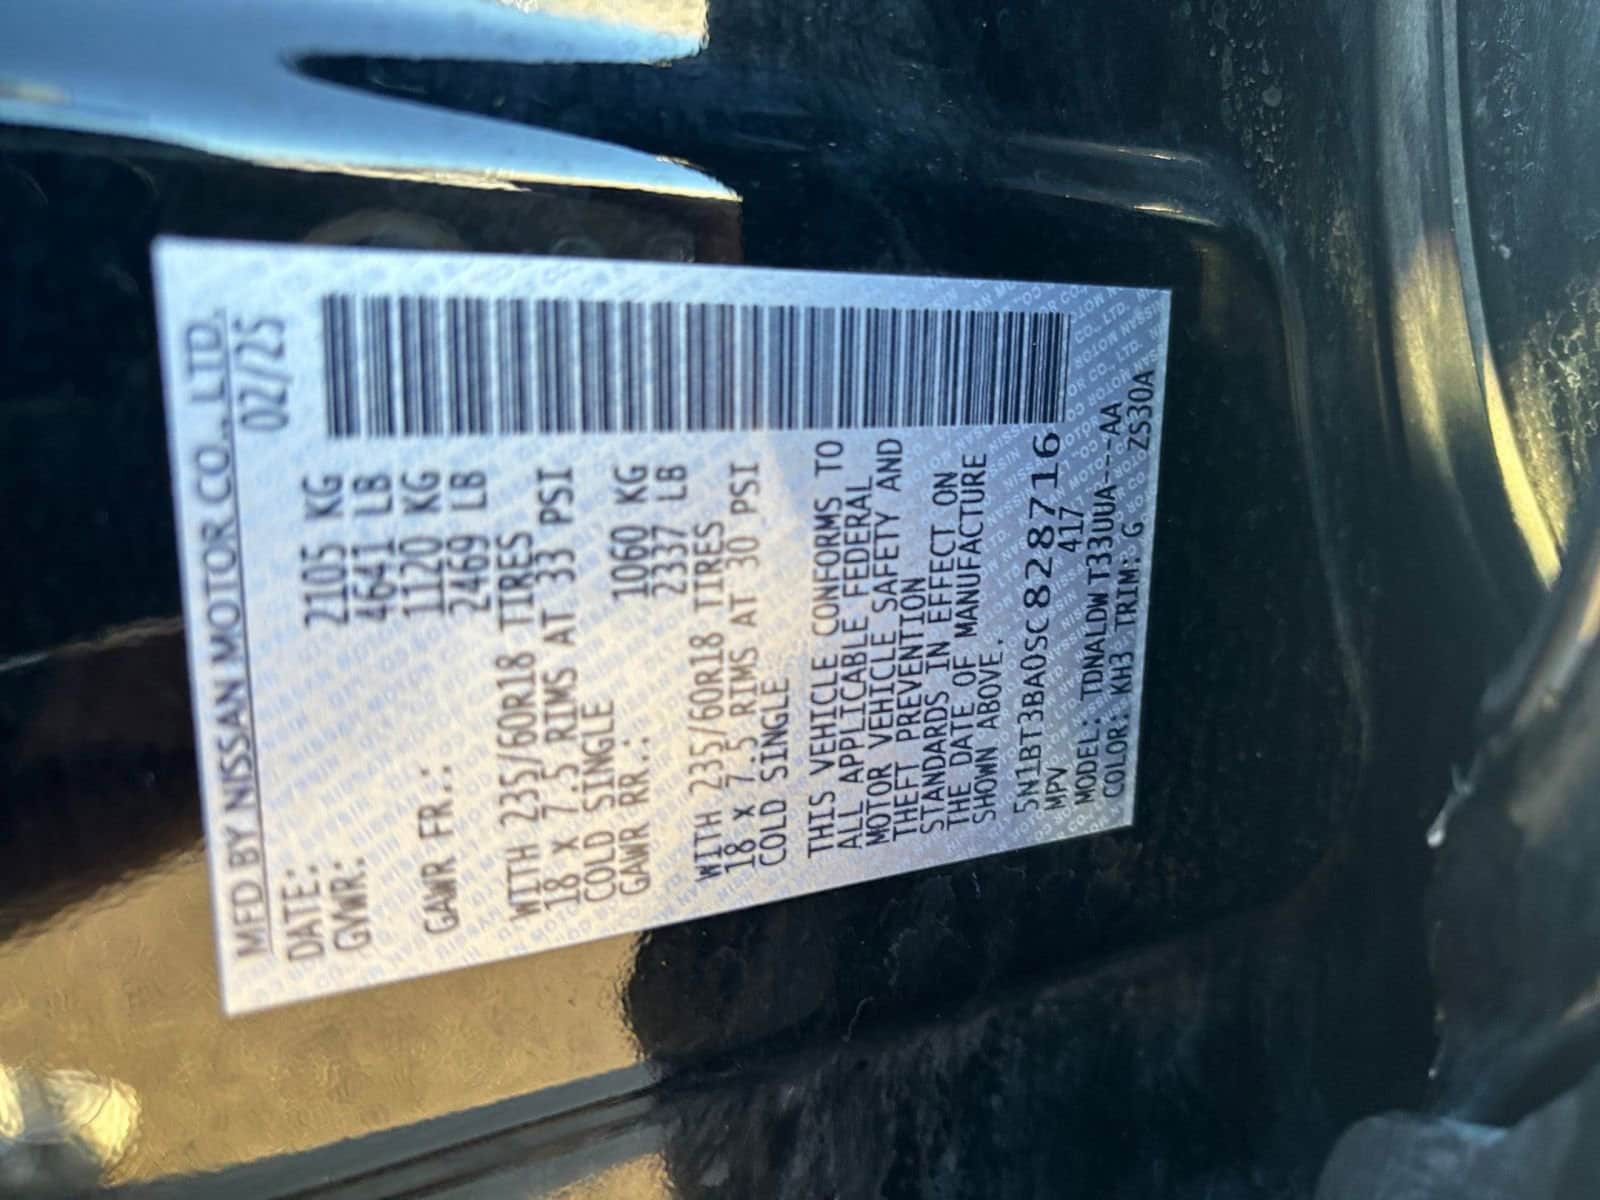 MFD BY NISSAN MOTOR CO., LTD.
DATE: 02/25
GVWR: 2105 KG
4641 LB
GAWR FR.: 1120 KG
2469 LB
WITH 235/60R18 TIRES
18 x 7.5 RIMS AT 33 PSI
COLD SINGLE
GAWR RR.: 1060 KG
2337 LB
WITH 235/60R18 TIRES
18 x 7.5 RIMS AT 30 PSI
COLD SINGLE
THIS VEHICLE CONFORMS TO
ALL APPLICABLE FEDERAL
MOTOR VEHICLE SAFETY AND
THEFT PREVENTION
STANDARDS IN EFFECT ON
THE DATE OF MANUFACTURE
SHOWN ABOVE.
5N1BT3BA0SC828716
MPV 417
MODEL: TDNALDW T33UUA----AA
COLOR: KH3 TRIM: G ZS30A